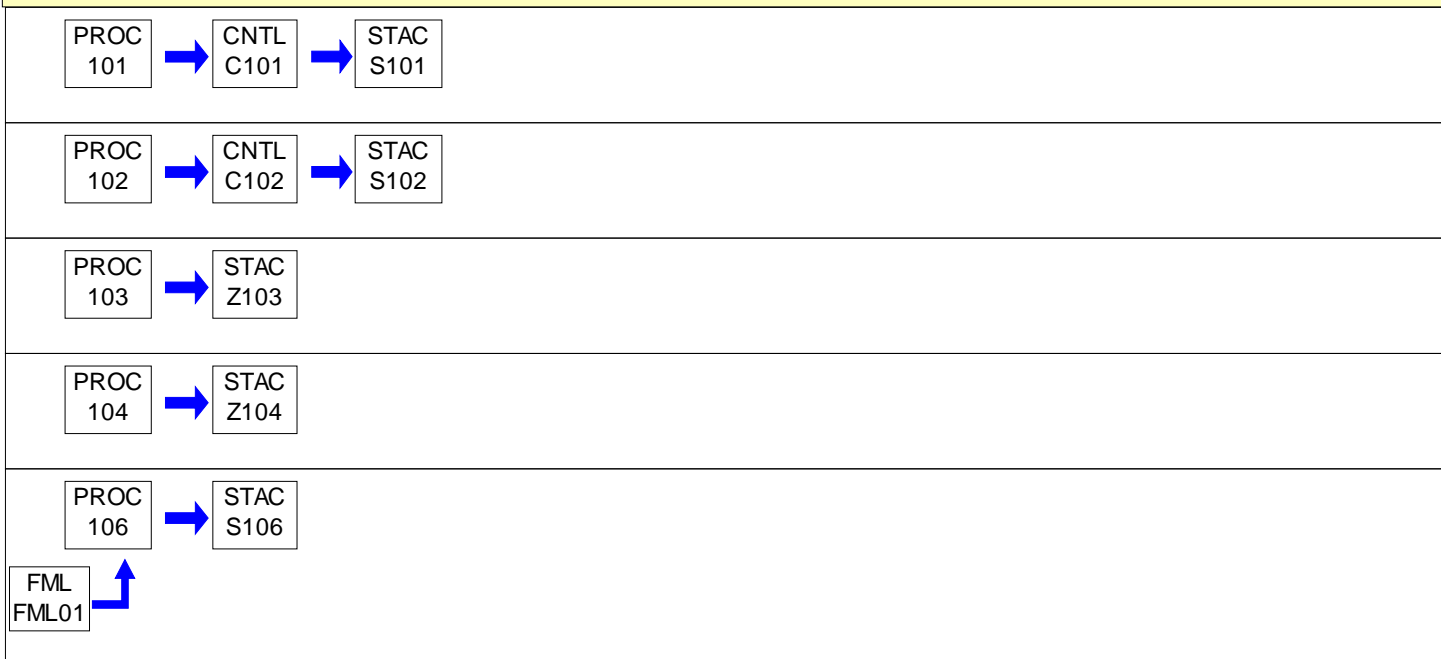 PROC
101
CNTL
C101
STAC
S101
PROC
102
CNTL
C102
STAC
S102
PROC
103
STAC
Z103
PROC
104
STAC
Z104
PROC
106
STAC
S106
FML
FML01